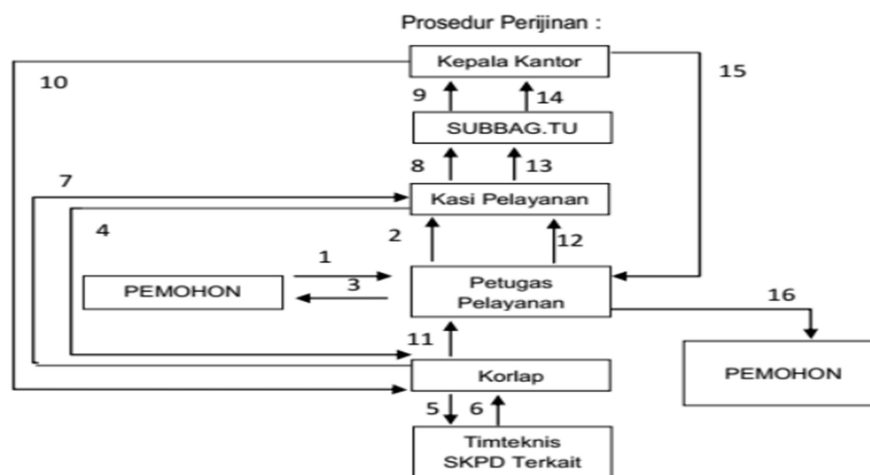 Prosedur Perijinan :
Kepala Kantor
10
15
9
14
SUBBAG.TU
8
13
7
Kasi Pelayanan
4
2
12
1
PEMOHON
3
Petugas
Pelayanan
16
11
PEMOHON
Korlap
5
6
Timteknis
SKPD Terkait